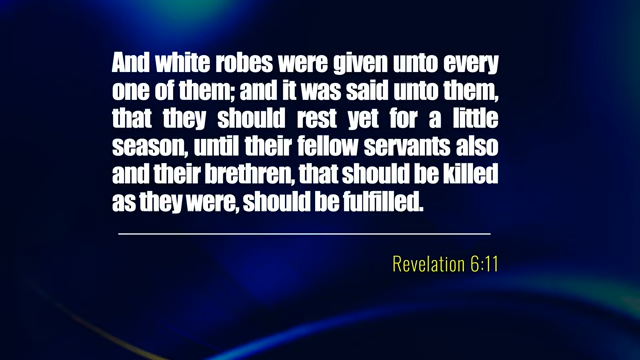 And white robes were given unto every
one of them; and it was said unto them,
that they should rest yet for a little
season, until their fellow servants also
and their brethren, that should be killed
as they were, should be fulfilled.
Revelation 6:11